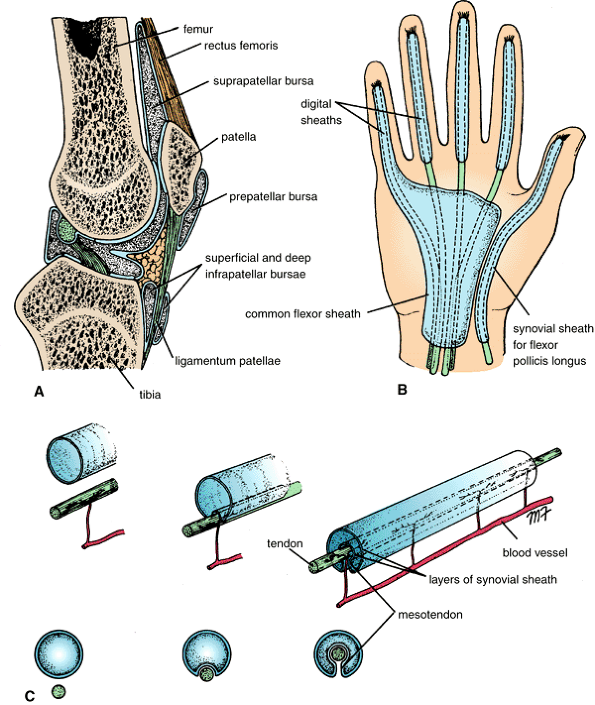 femur
rectus femoris
suprapatellar bursa
patella
prepatellar bursa
superficial and deep
infrapatellar bursae
ligamentum patellae
tibia
A
digital
sheaths
common flexor sheath
synovial sheath
for flexor
pollicis longus
B
tendon
blood vessel
layers of synovial sheath
mesotendon
C